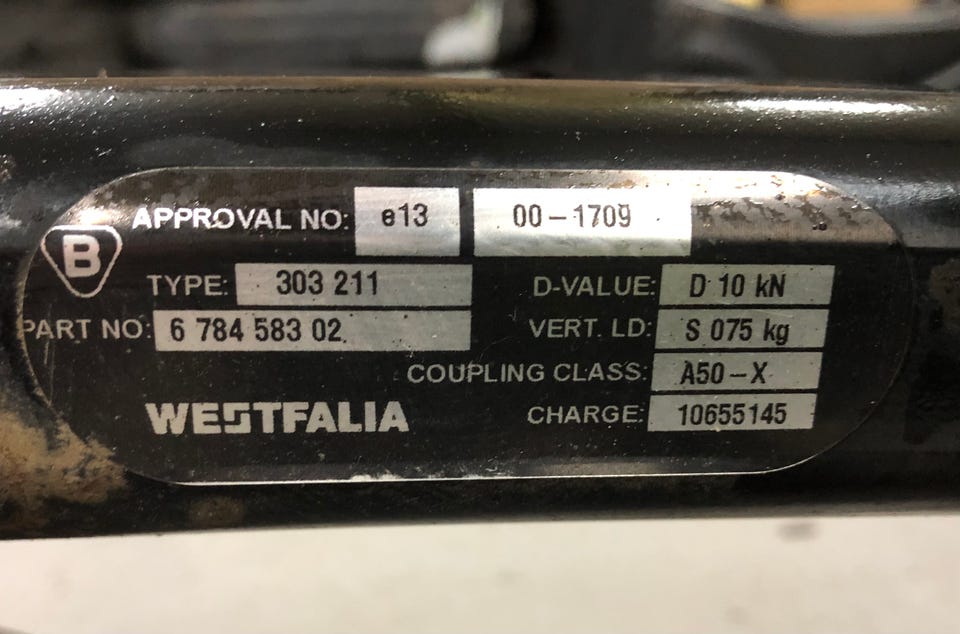 APPROVAL NO: e13 00-1709
B
TYPE: 303 211 D-VALUE: D 10 kN
PART NO: 6 784 583 02 VERT. LD: S 075 kg
COUPLING CLASS: A50-X
WESTFALIA CHARGE: 10655145